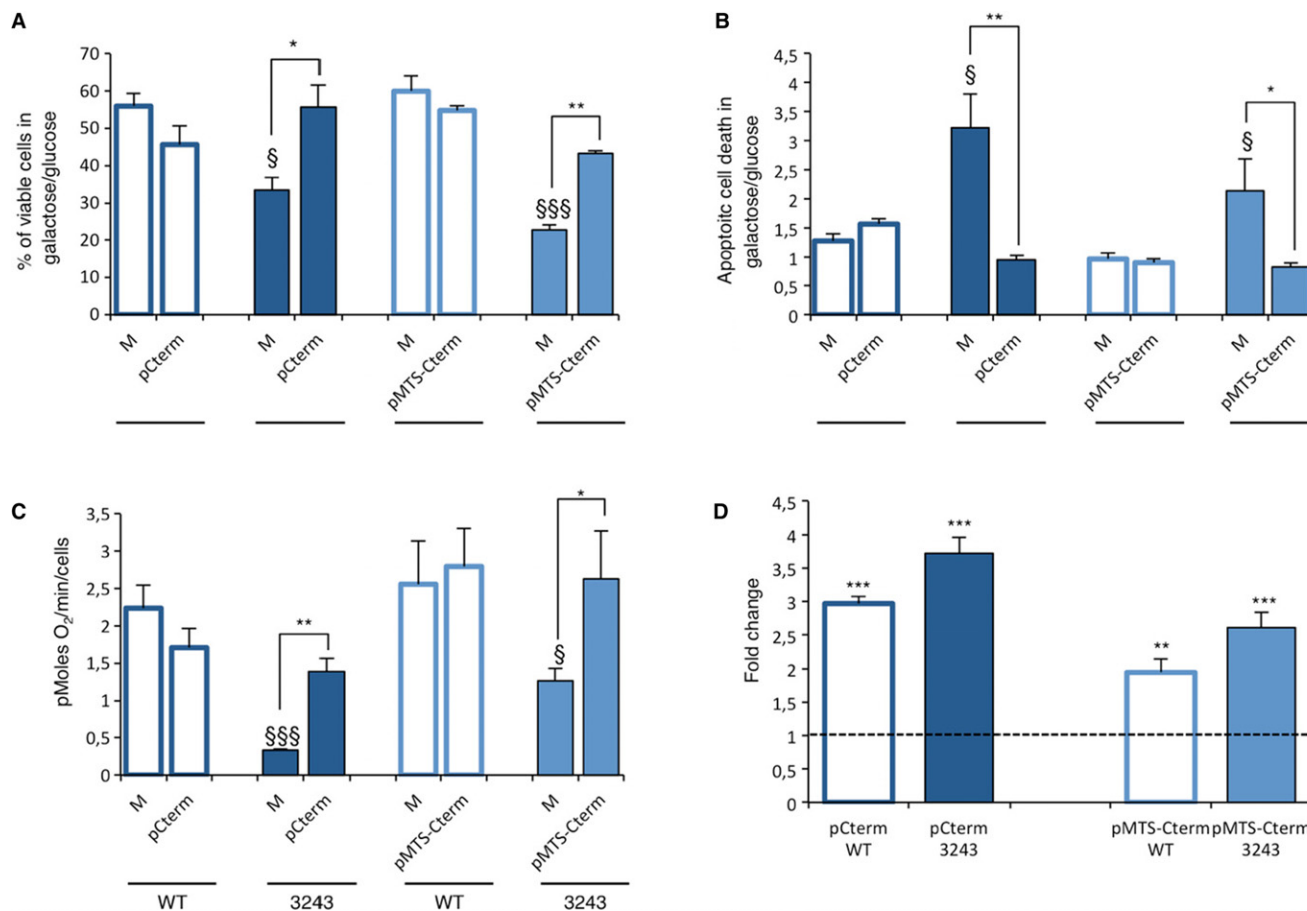 A
% of viable cells in
galactose/glucose
70
60
50
40
30
20
10
0
*
§
**
§§§
M
pCterm
M
pCterm
M
pMTS-Cterm
M
pMTS-Cterm
B
Apoptoitc cell death in
galactose/glucose
4,5
4
3,5
3
2,5
2
1,5
1
0,5
0
**
§
*
§
M
pCterm
M
pCterm
M
pMTS-Cterm
M
pMTS-Cterm
C
pMoles O₂/min/cells
3,5
3
2,5
2
1,5
1
0,5
0
**
§§§
*
§
M
pCterm
M
pCterm
M
pMTS-Cterm
M
pMTS-Cterm
WT
3243
WT
3243
D
Fold change
4,5
4
3,5
3
2,5
2
1,5
1
0,5
0
***
***
**
***
pCterm
WT
pCterm
3243
pMTS-Cterm
WT
pMTS-Cterm
3243